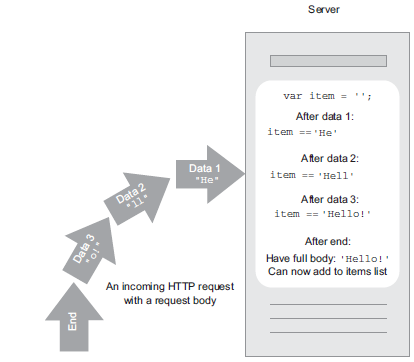 Server
var item = '';
After data 1:
item == 'He'
After data 2:
item == 'Hell'
After data 3:
item == 'Hello!'
After end:
Have full body: 'Hello!'
Can now add to items list
Data 1
"He"
Data 2
"ll"
Data 3
"o!"
End
An incoming HTTP request
with a request body